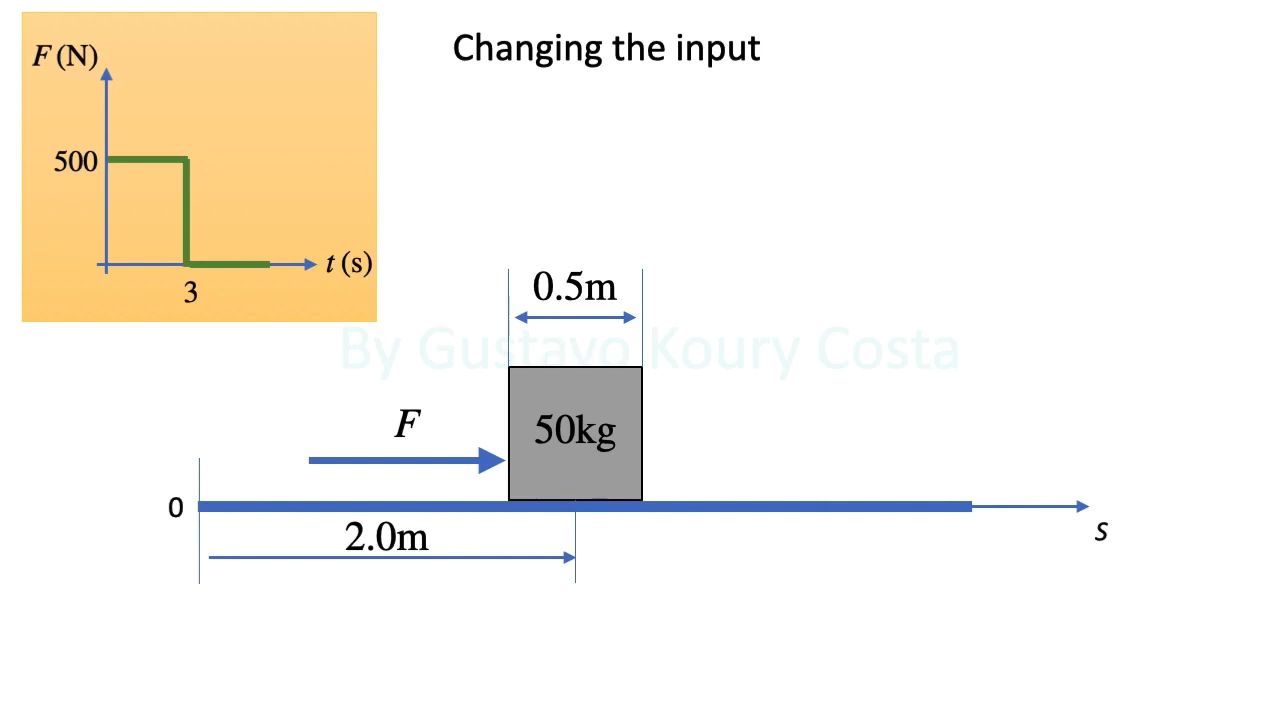 Changing the input
F (N)
500
t (s)
3
0.5m
By Gustavo Koury Costa
F
50kg
0
2.0m
s